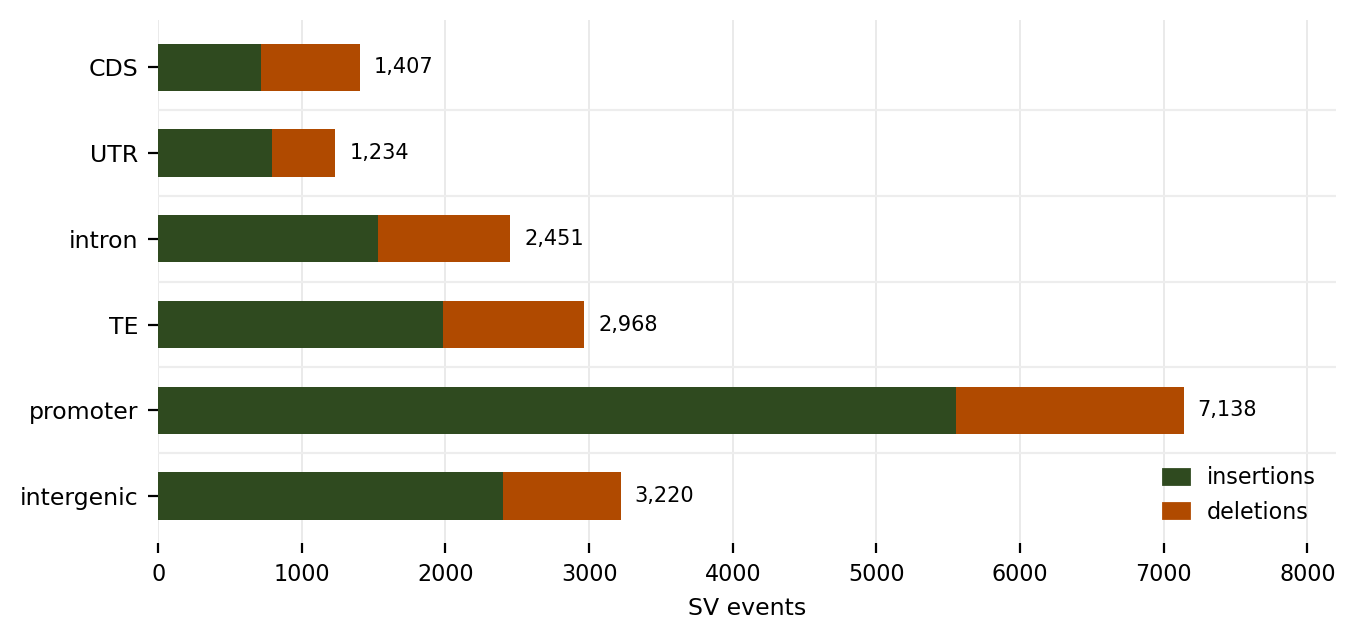 CDS
1,407
UTR
1,234
intron
2,451
TE
2,968
promoter
7,138
intergenic
3,220
insertions
deletions
0 1000 2000 3000 4000 5000 6000 7000 8000
SV events